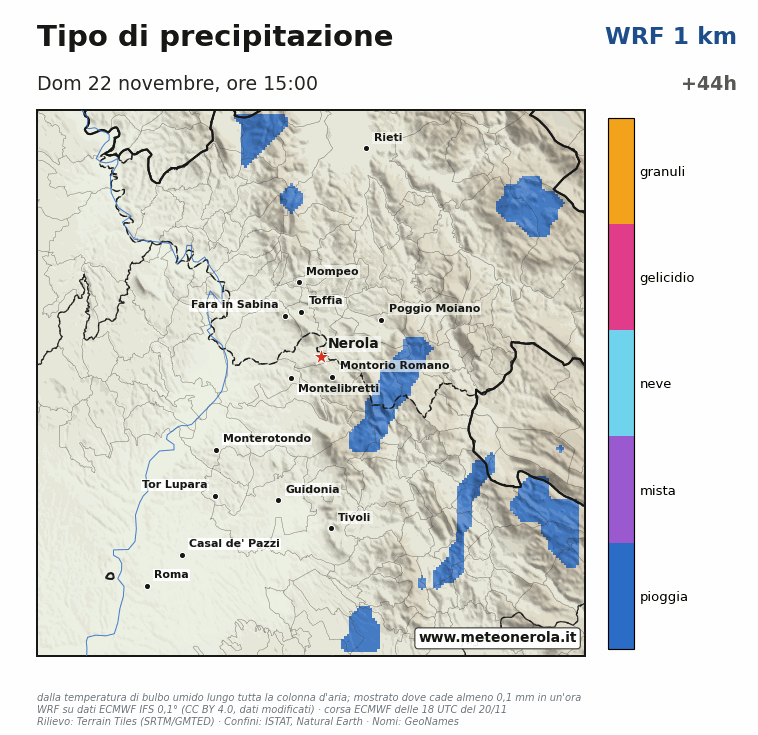 Tipo di precipitazione
WRF 1 km
Dom 22 novembre, ore 15:00
+44h
Rieti
granuli
gelicidio
neve
mista
pioggia
Mompeo
Fara in Sabina
Toffia
Poggio Moiano
Nerola
Montorio Romano
Montelibretti
Monterotondo
Tor Lupara
Guidonia
Tivoli
Casal de' Pazzi
Roma
www.meteonerola.it
dalla temperatura di bulbo umido lungo tutta la colonna d'aria; mostrato dove cade almeno 0,1 mm in un'ora
WRF su dati ECMWF IFS 0,1° (CC BY 4.0, dati modificati) · corsa ECMWF delle 18 UTC del 20/11
Rilievo: Terrain Tiles (SRTM/GMTED) · Confini: ISTAT, Natural Earth · Nomi: GeoNames